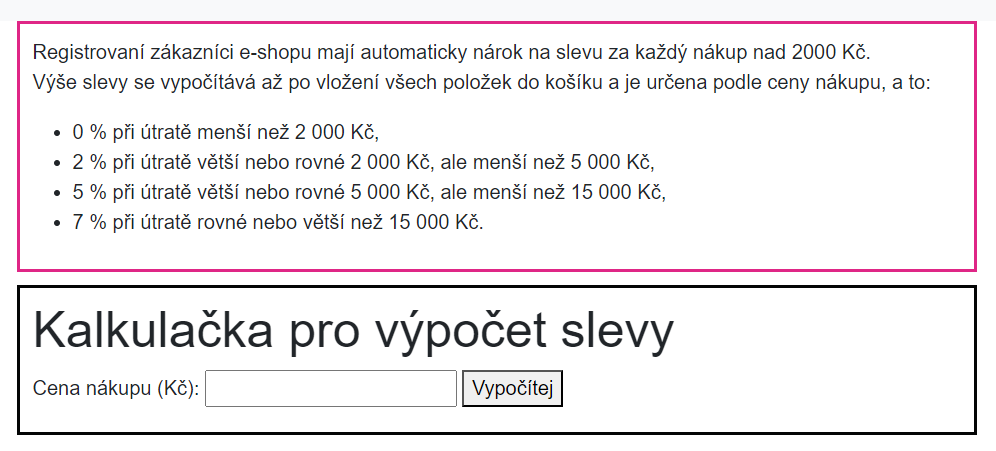 Registrovaní zákazníci e-shopu mají automaticky nárok na slevu za každý nákup nad 2000 Kč.
Výše slevy se vypočítává až po vložení všech položek do košíku a je určena podle ceny nákupu, a to:
• 0 % při útratě menší než 2 000 Kč,
• 2 % při útratě větší nebo rovné 2 000 Kč, ale menší než 5 000 Kč,
• 5 % při útratě větší nebo rovné 5 000 Kč, ale menší než 15 000 Kč,
• 7 % při útratě rovné nebo větší než 15 000 Kč.
Kalkulačka pro výpočet slevy
Cena nákupu (Kč): Vypočítej